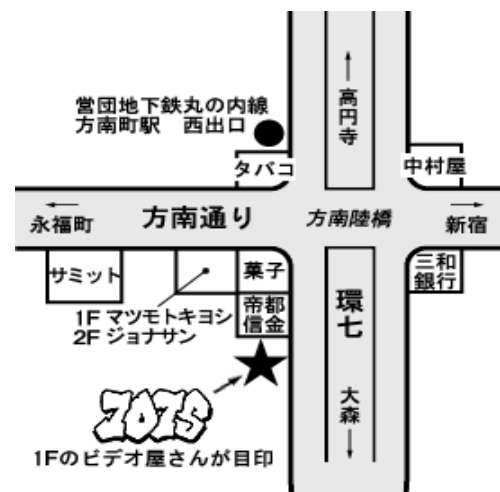 営団地下鉄丸の内線
方南町駅 西出口
高円寺
タバコ
中村屋
永福町
方南通り
方南陸橋
新宿
サミット
菓子
三和
銀行
帝都
信金
1F マツモトキヨシ
2F ジョナサン
環七
大森
ZOTS
1Fのビデオ屋さんが目印